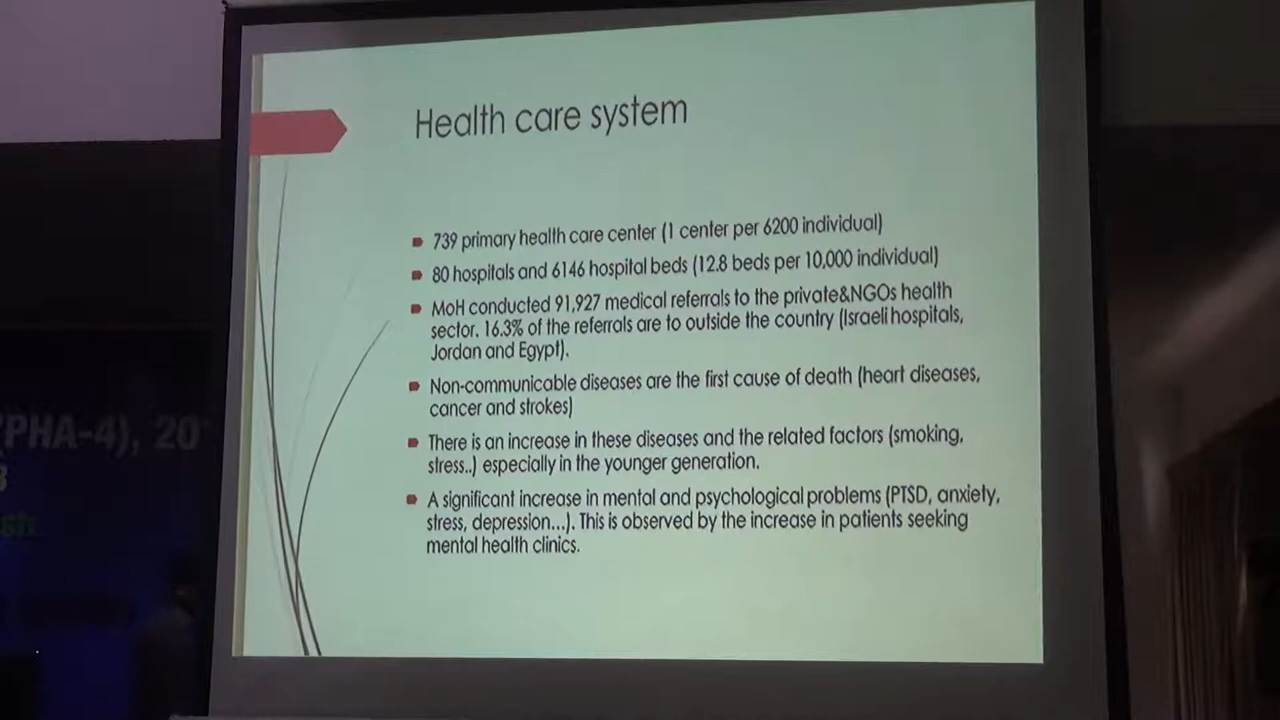 Health care system
739 primary health care center (1 center per 6200 individual)
80 hospitals and 6146 hospital beds (12.8 beds per 10,000 individual)
MoH conducted 91,927 medical referrals to the private&NGOs health
sector. 16.3% of the referrals are to outside the country (Israeli hospitals,
Jordan and Egypt).
Non-communicable diseases are the first cause of death (heart diseases,
cancer and strokes)
There is an increase in these diseases and the related factors (smoking,
stress..) especially in the younger generation.
A significant increase in mental and psychological problems (PTSD, anxiety,
stress, depression...). This is observed by the increase in patients seeking
mental health clinics.
(PHA-4), 20